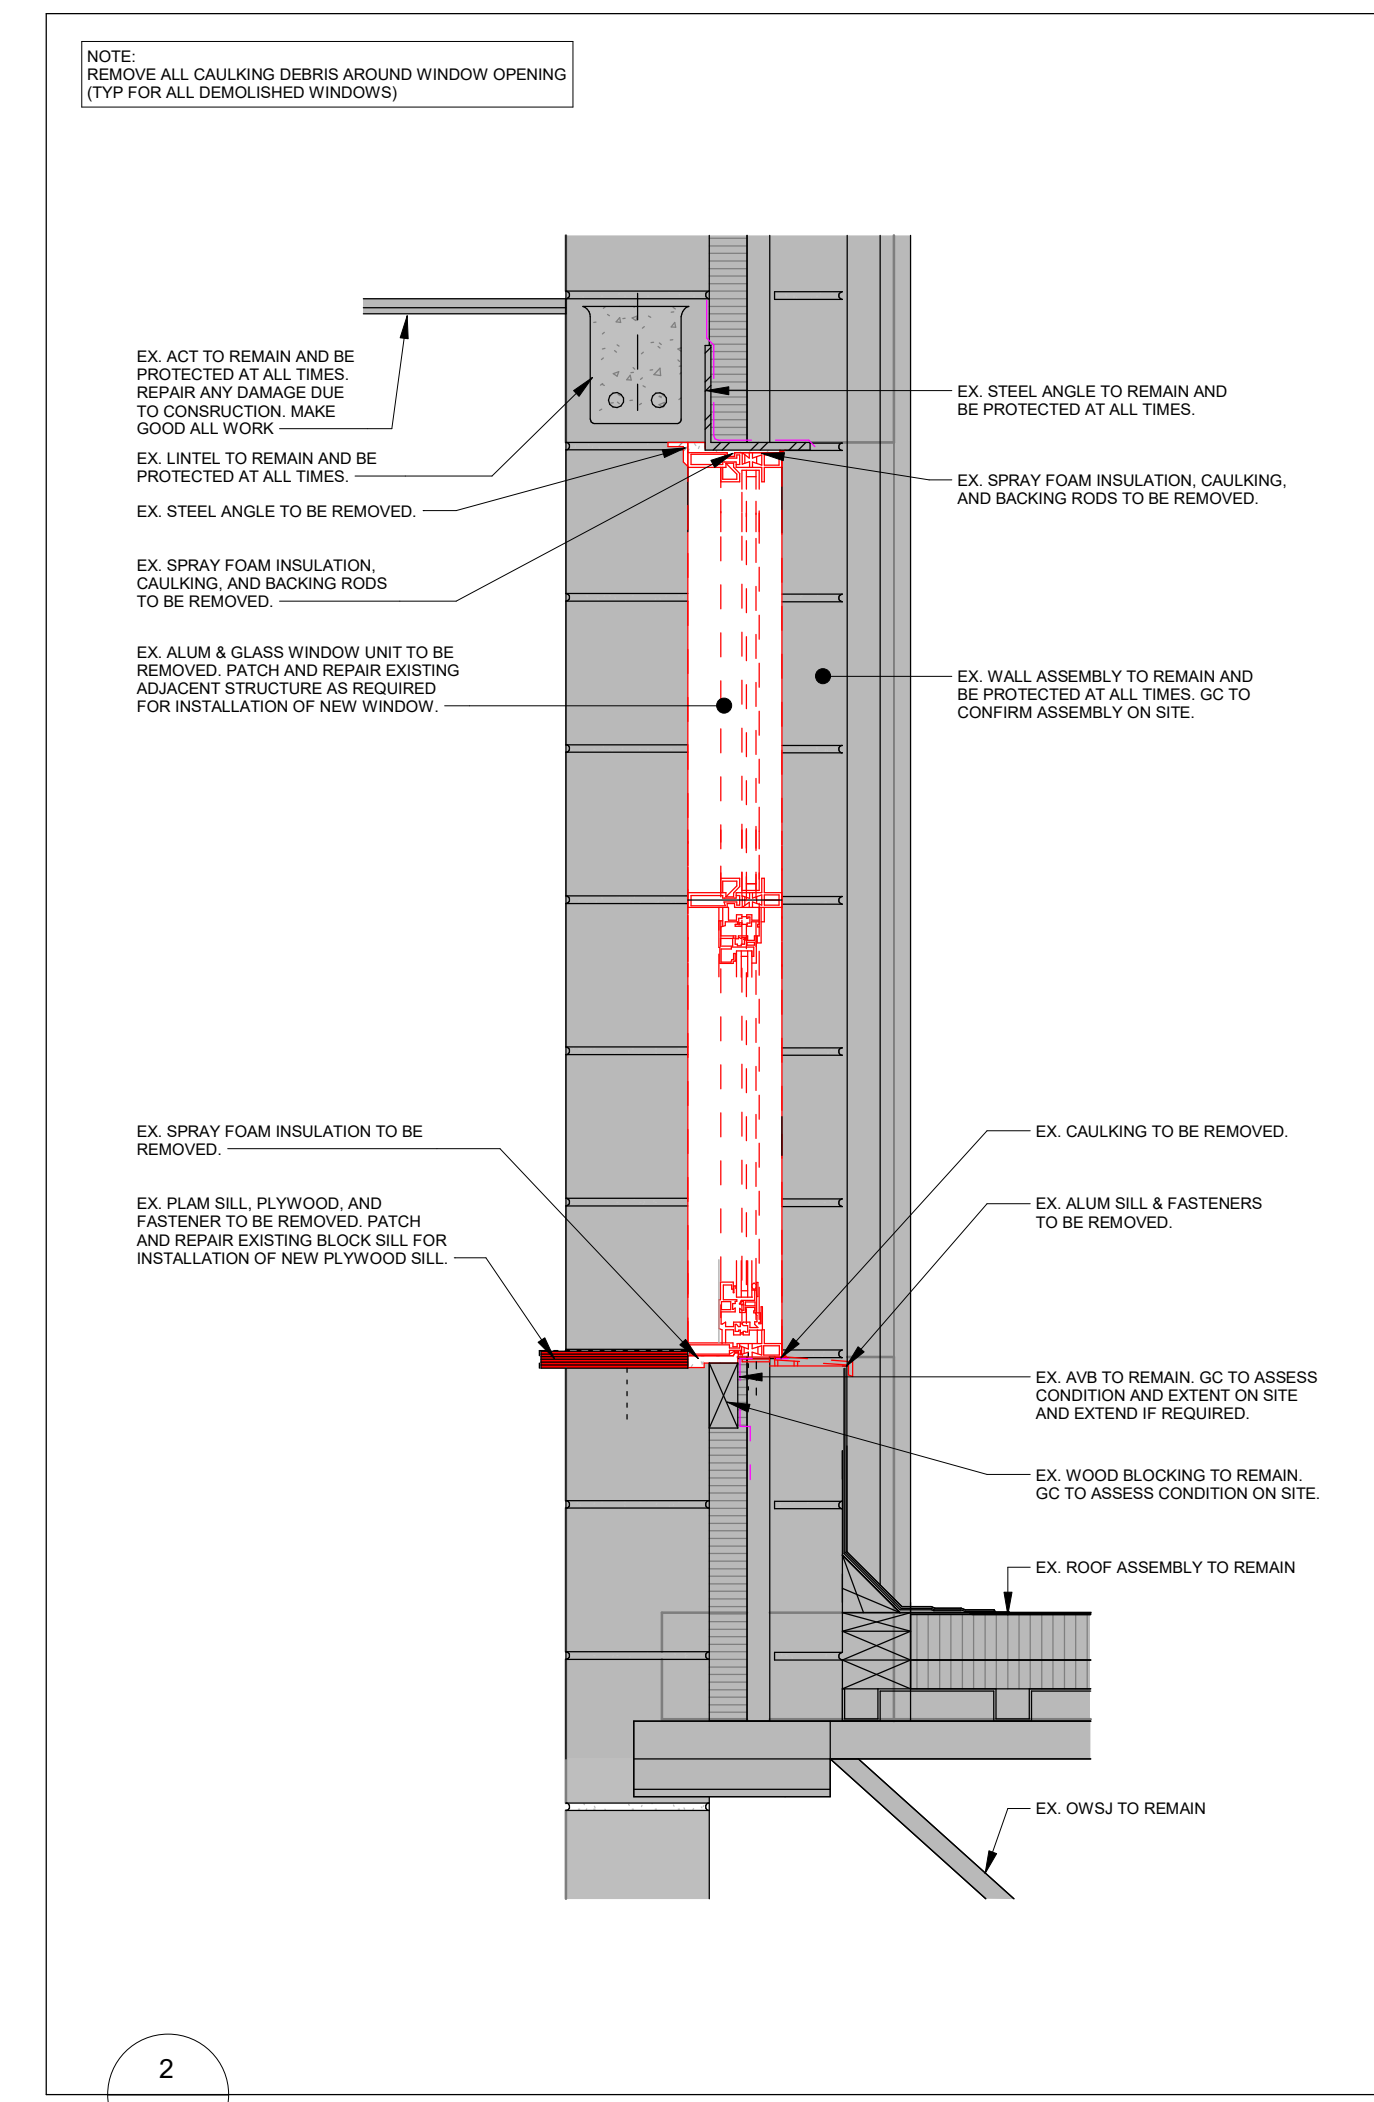 NOTE:
REMOVE ALL CAULKING DEBRIS AROUND WINDOW OPENING
(TYP FOR ALL DEMOLISHED WINDOWS)
EX. ACT TO REMAIN AND BE
PROTECTED AT ALL TIMES.
REPAIR ANY DAMAGE DUE
TO CONSRUCTION. MAKE
GOOD ALL WORK
EX. LINTEL TO REMAIN AND BE
PROTECTED AT ALL TIMES.
EX. STEEL ANGLE TO BE REMOVED.
EX. SPRAY FOAM INSULATION,
CAULKING, AND BACKING RODS
TO BE REMOVED.
EX. ALUM & GLASS WINDOW UNIT TO BE
REMOVED. PATCH AND REPAIR EXISTING
ADJACENT STRUCTURE AS REQUIRED
FOR INSTALLATION OF NEW WINDOW.
EX. SPRAY FOAM INSULATION TO BE
REMOVED.
EX. PLAM SILL, PLYWOOD, AND
FASTENER TO BE REMOVED. PATCH
AND REPAIR EXISTING BLOCK SILL FOR
INSTALLATION OF NEW PLYWOOD SILL.
EX. STEEL ANGLE TO REMAIN AND
BE PROTECTED AT ALL TIMES.
EX. SPRAY FOAM INSULATION, CAULKING,
AND BACKING RODS TO BE REMOVED.
EX. WALL ASSEMBLY TO REMAIN AND
BE PROTECTED AT ALL TIMES. GC TO
CONFIRM ASSEMBLY ON SITE.
EX. CAULKING TO BE REMOVED.
EX. ALUM SILL & FASTENERS
TO BE REMOVED.
EX. AVB TO REMAIN. GC TO ASSESS
CONDITION AND EXTENT ON SITE
AND EXTEND IF REQUIRED.
EX. WOOD BLOCKING TO REMAIN.
GC TO ASSESS CONDITION ON SITE.
EX. ROOF ASSEMBLY TO REMAIN
EX. OWSJ TO REMAIN
2